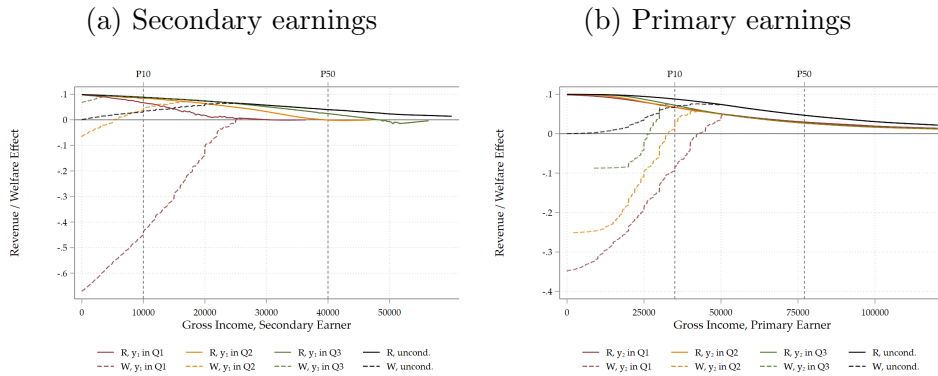 (a) Secondary earnings
P10 P50
Revenue / Welfare Effect
.1
0
-.1
-.2
-.3
-.4
-.5
-.6
0 10000 20000 30000 40000 50000 60000
Gross Income, Secondary Earner
R, y₁ in Q1 R, y₁ in Q2 R, y₁ in Q3 R, uncond.
W, y₁ in Q1 W, y₁ in Q2 W, y₁ in Q3 W, uncond.
(b) Primary earnings
P10 P50
Revenue / Welfare Effect
.1
0
-.1
-.2
-.3
-.4
0 25000 50000 75000 100000
Gross Income, Primary Earner
R, y₂ in Q1 R, y₂ in Q2 R, y₂ in Q3 R, uncond.
W, y₂ in Q1 W, y₂ in Q2 W, y₂ in Q3 W, uncond.